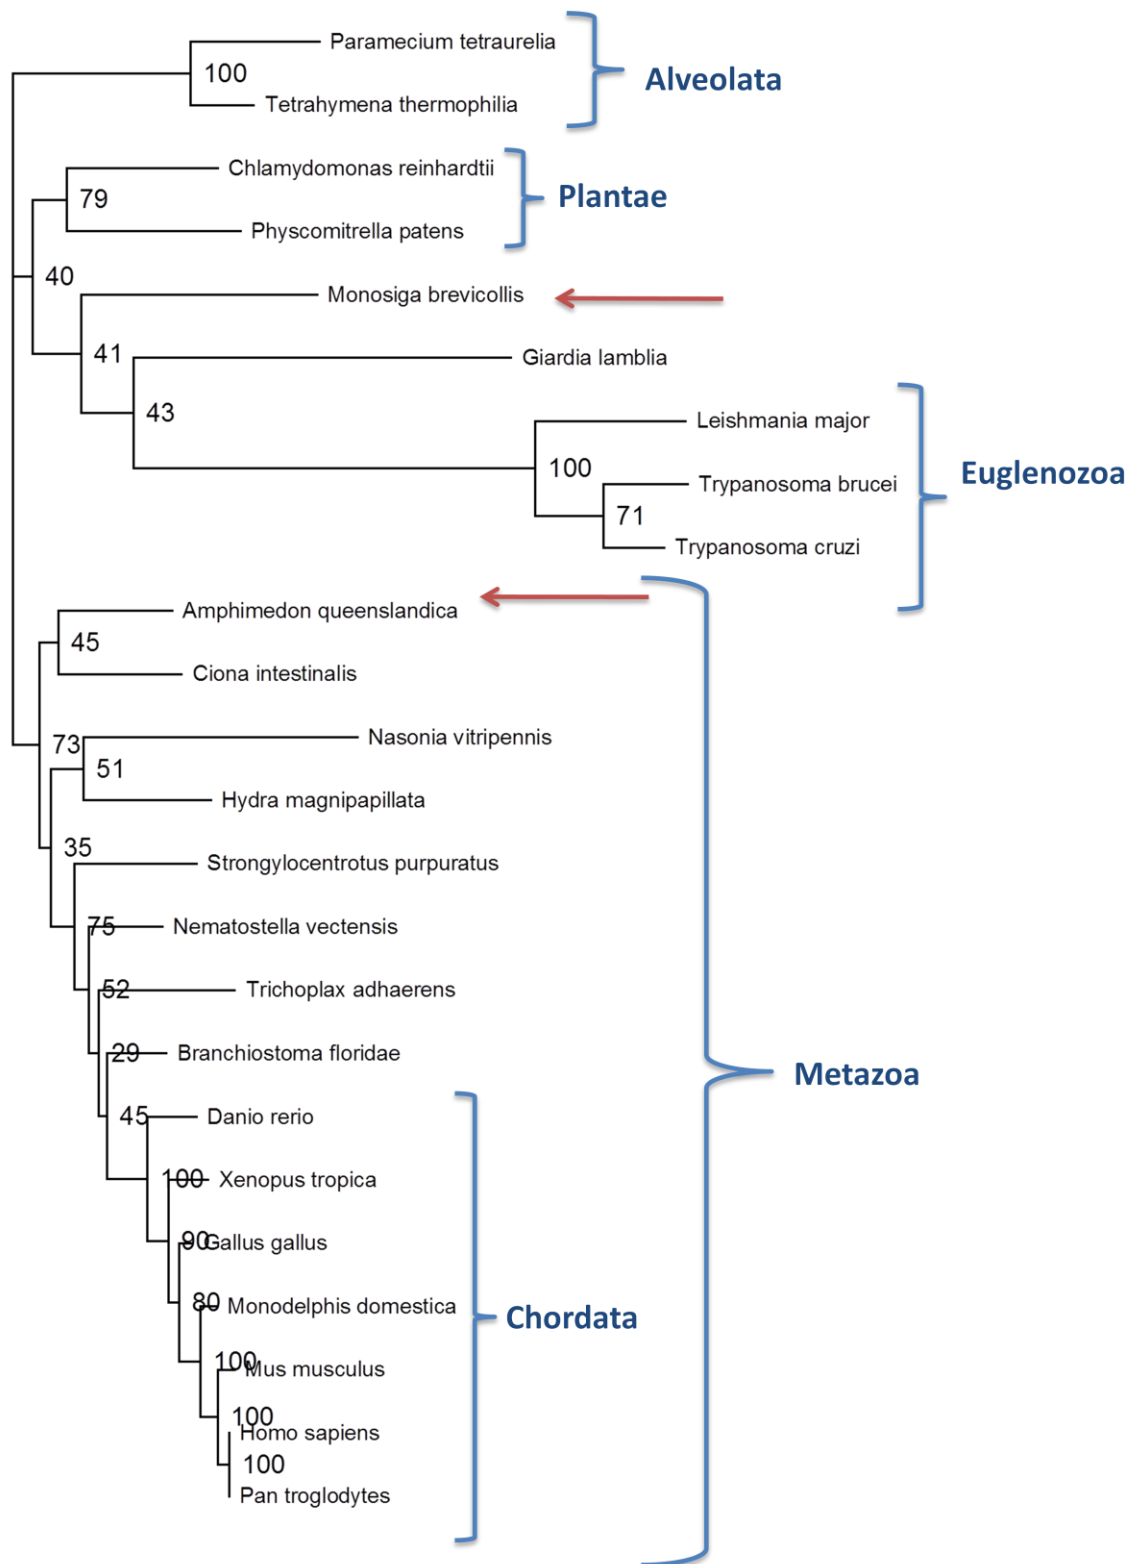 Paramecium tetraurelia
100
Alveolata
Tetrahymena thermophilia
Chlamydomonas reinhardtii
79
Plantae
Physcomitrella patens
40
Monosiga brevicollis
41
Giardia lamblia
43
Leishmania major
100
Euglenozoa
Trypanosoma brucei
71
Trypanosoma cruzi
Amphimedon queenslandica
45
Ciona intestinalis
73
Nasonia vitripennis
51
Hydra magnipapillata
35
Strongylocentrotus purpuratus
75
Nematostella vectensis
52
Trichoplax adhaerens
29
Branchiostoma floridae
Metazoa
45
Danio rerio
100
Xenopus tropica
90
Gallus gallus
80
Monodelphis domestica
Chordata
100
Mus musculus
100
Homo sapiens
100
Pan troglodytes